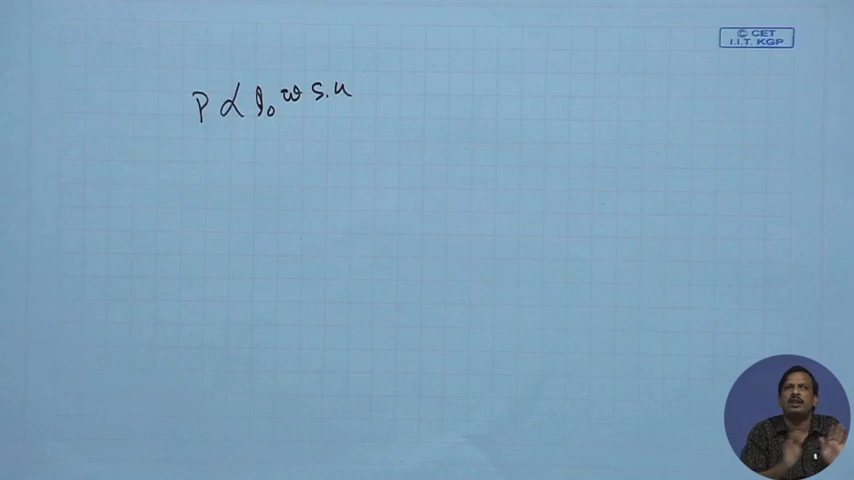 © CET
I.I.T. KGP
P ∝ I₀ ω S.u